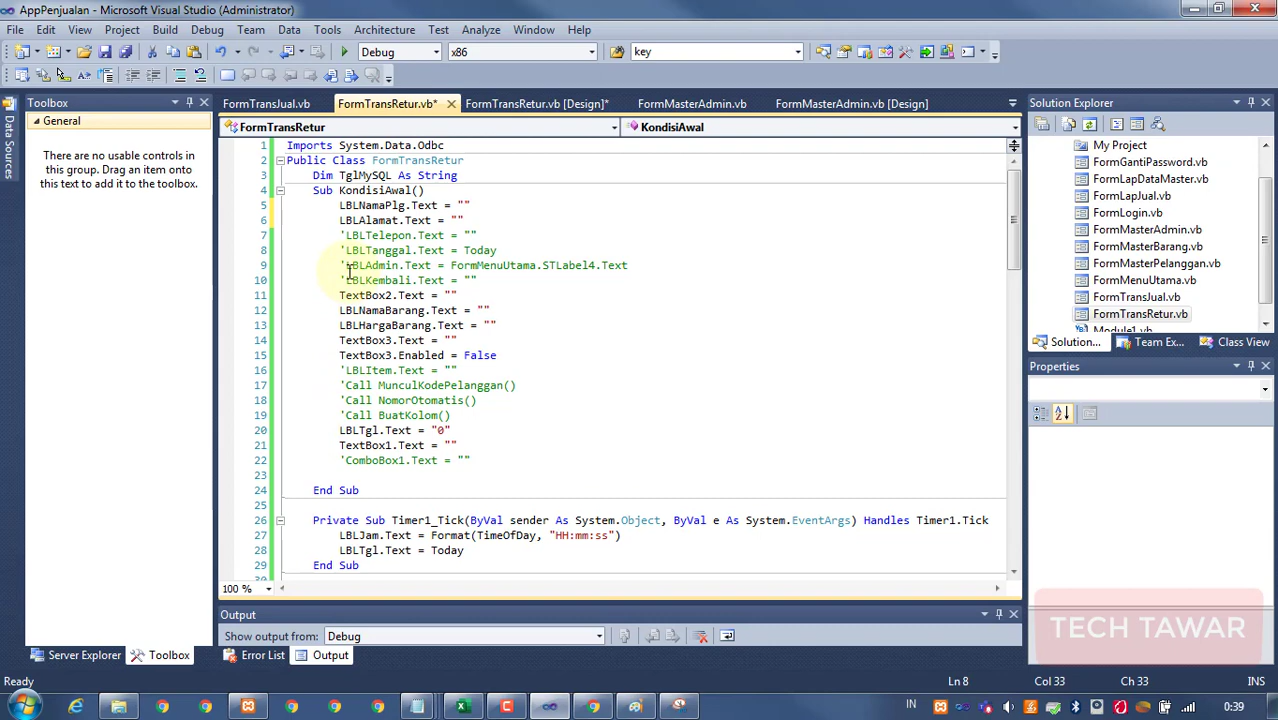 AppPenjualan - Microsoft Visual Studio (Administrator)
File Edit View Project Build Debug Team Data Tools Architecture Test Analyze Window Help
Debug x86 key
Toolbox
General
There are no usable controls in
this group. Drag an item onto
this text to add it to the toolbox.
Data Sources
FormTransJual.vb FormTransRetur.vb* FormTransRetur.vb [Design]* FormMasterAdmin.vb FormMasterAdmin.vb [Design]
FormTransRetur KondisiAwal
1 Imports System.Data.Odbc
2 Public Class FormTransRetur
3 Dim TglMySQL As String
4 Sub KondisiAwal()
5 LBLNamaPlg.Text = ""
6 LBLAlamat.Text = ""
7 'LBLTelepon.Text = ""
8 'LBLTanggal.Text = Today
9 'LBLAdmin.Text = FormMenuUtama.STLabel4.Text
10 'LBLKembali.Text = ""
11 TextBox2.Text = ""
12 LBLNamaBarang.Text = ""
13 LBLHargaBarang.Text = ""
14 TextBox3.Text = ""
15 TextBox3.Enabled = False
16 'LBLItem.Text = ""
17 'Call MunculKodePelanggan()
18 'Call NomorOtomatis()
19 'Call BuatKolom()
20 LBLTgl.Text = "0"
21 TextBox1.Text = ""
22 'ComboBox1.Text = ""
23
24 End Sub
25
26 Private Sub Timer1_Tick(ByVal sender As System.Object, ByVal e As System.EventArgs) Handles Timer1.Tick
27 LBLJam.Text = Format(TimeOfDay, "HH:mm:ss")
28 LBLTgl.Text = Today
29 End Sub
100 %
Output
Show output from: Debug
Server Explorer Toolbox Error List Output
Solution Explorer
My Project
FormGantiPassword.vb
FormLapDataMaster.vb
FormLapJual.vb
FormLogin.vb
FormMasterAdmin.vb
FormMasterBarang.vb
FormMasterPelanggan.vb
FormMenuUtama.vb
FormTransJual.vb
FormTransRetur.vb
Module1.vb
Solution... Team Ex... Class View
Properties
TECH TAWAR
Ready Ln 8 Col 33 Ch 33 INS
IN 0:39